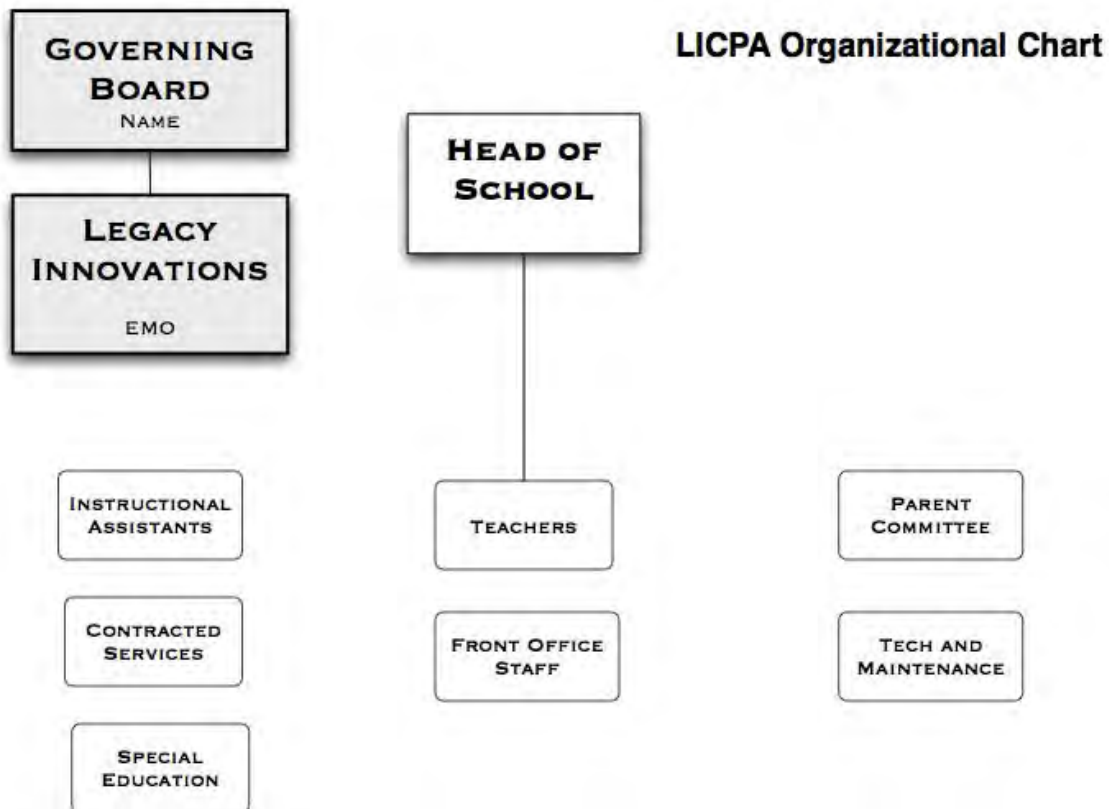 LICPA Organizational Chart
GOVERNING
BOARD
NAME
HEAD OF
SCHOOL
LEGACY
INNOVATIONS
EMO
INSTRUCTIONAL
ASSISTANTS
TEACHERS
PARENT
COMMITTEE
CONTRACTED
SERVICES
FRONT OFFICE
STAFF
TECH AND
MAINTENANCE
SPECIAL
EDUCATION